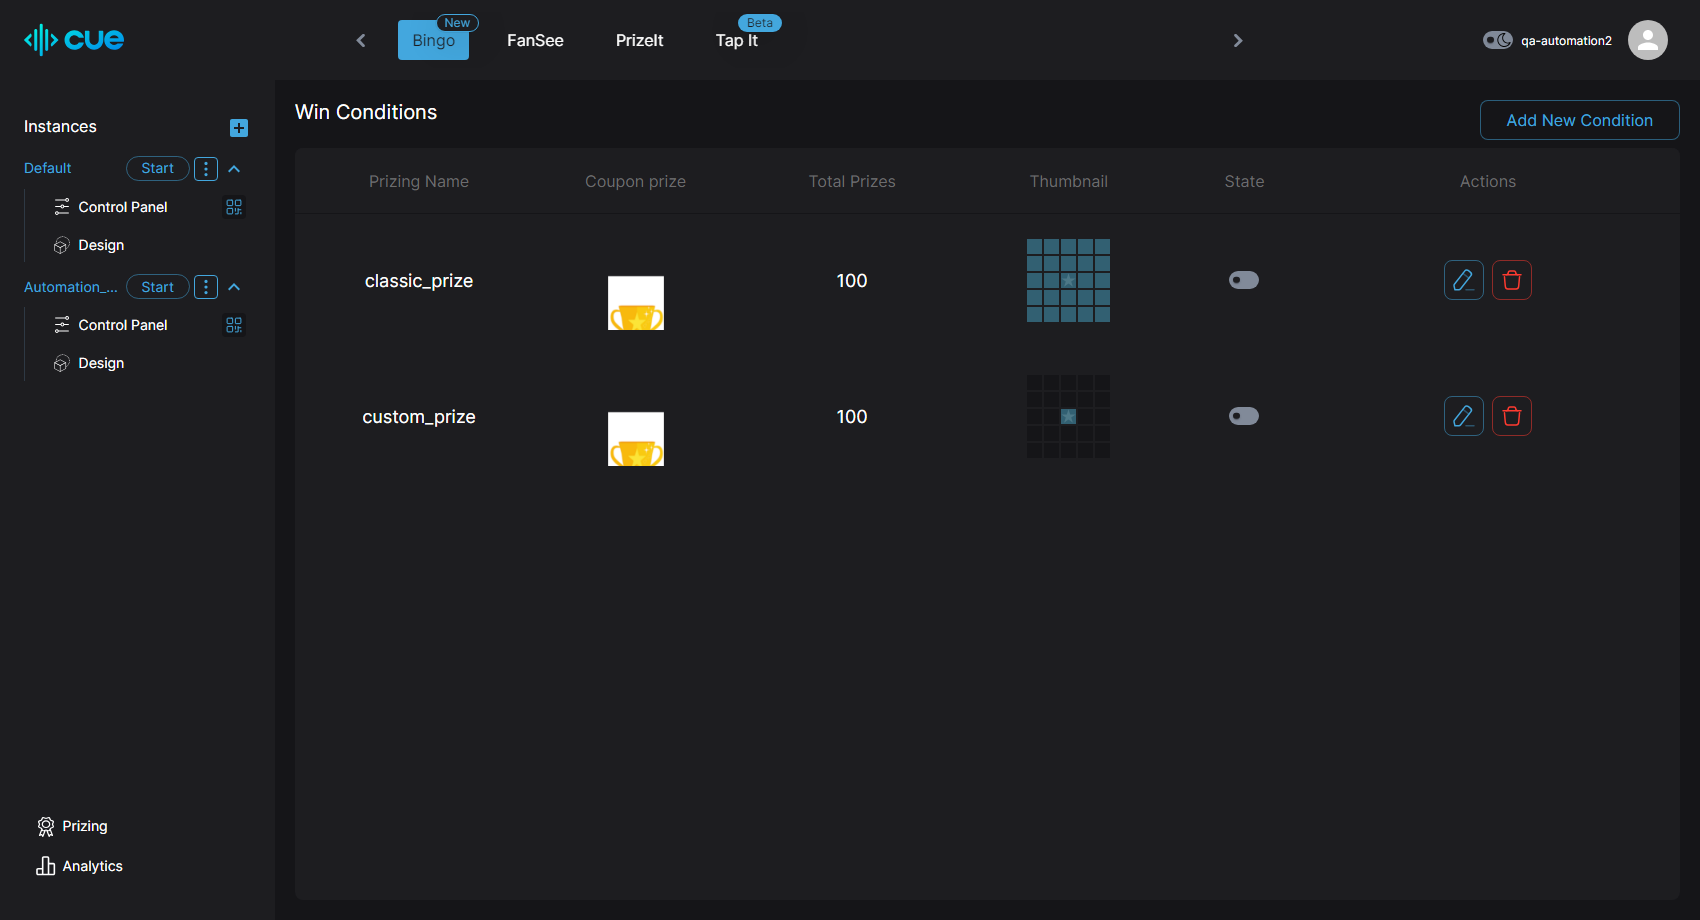 cue
Bingo
New
FanSee
PrizeIt
Tap It
Beta
qa-automation2
Instances
Default
Start
Control Panel
Design
Automation_...
Start
Control Panel
Design
Prizing
Analytics
Win Conditions
Add New Condition
Prizing Name Coupon prize Total Prizes Thumbnail State Actions
classic_prize 100
custom_prize 100